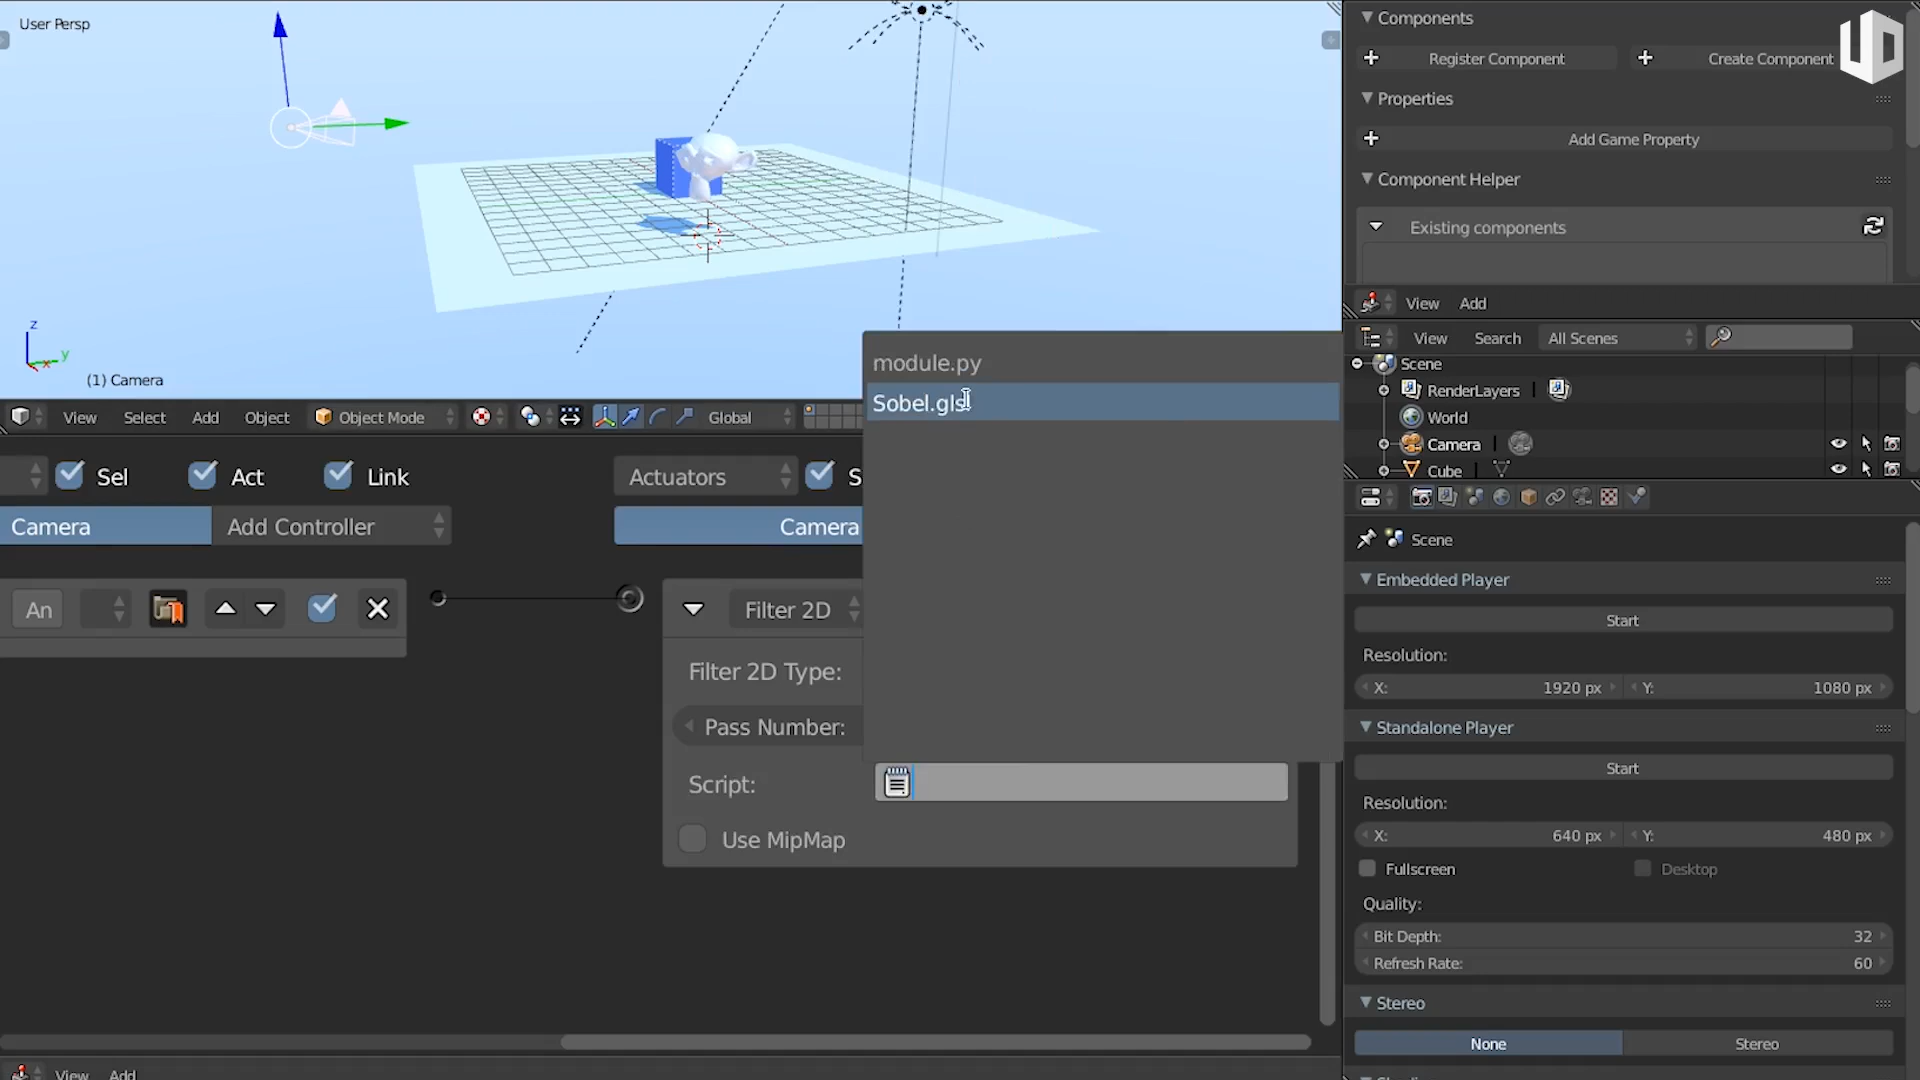 User Persp
z
y
x
(1) Camera
View Select Add Object Object Mode Global
Sel Act Link Actuators S
Camera Add Controller Camera
An Filter 2D
Filter 2D Type:
Pass Number:
Script:
Use MipMap
module.py
Sobel.gls
View Add
Components
Register Component Create Component
Properties
Add Game Property
Component Helper
Existing components
View Add
View Search All Scenes
Scene
RenderLayers
World
Camera
Cube
Scene
Embedded Player
Start
Resolution:
X: 1920 px Y: 1080 px
Standalone Player
Start
Resolution:
X: 640 px Y: 480 px
Fullscreen Desktop
Quality:
Bit Depth: 32
Refresh Rate: 60
Stereo
None Stereo
UD